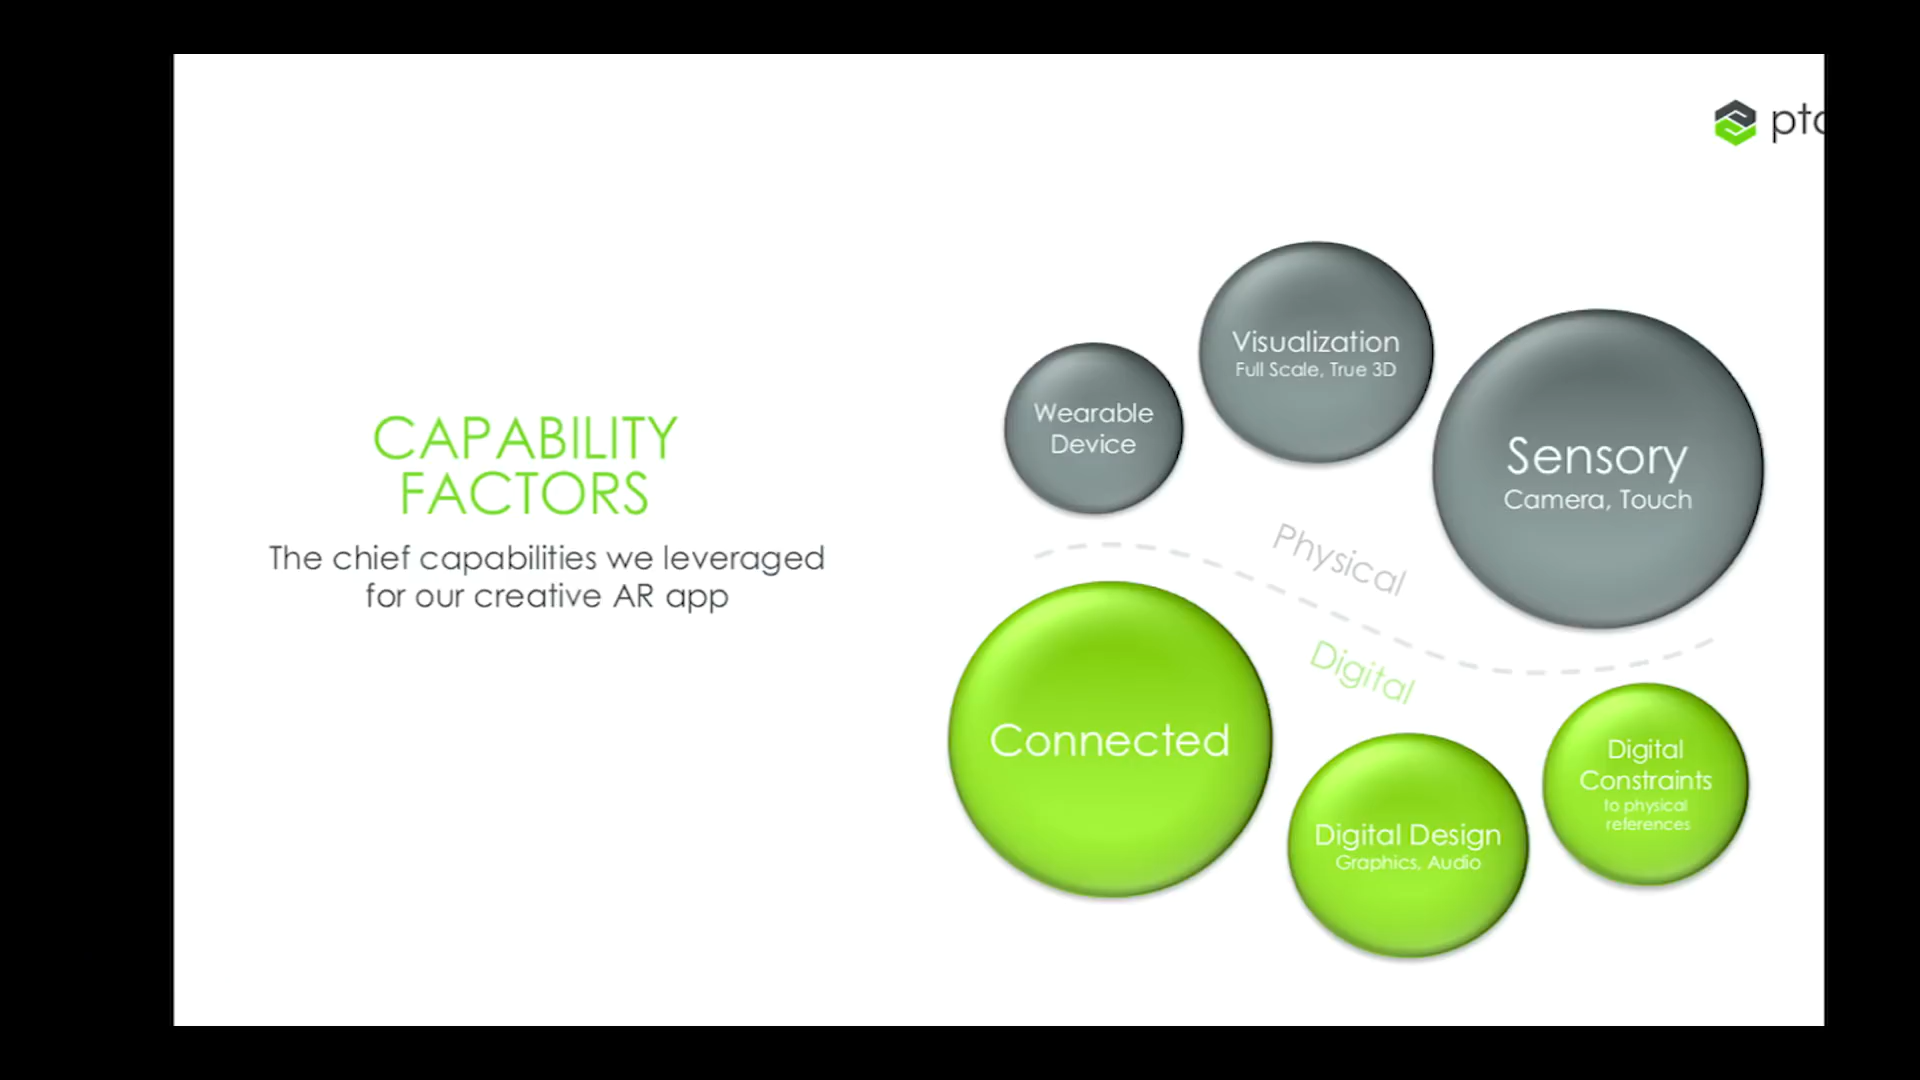 ptc
CAPABILITY
FACTORS
The chief capabilities we leveraged
for our creative AR app
Wearable
Device
Visualization
Full Scale, True 3D
Sensory
Camera, Touch
Physical
Digital
Connected
Digital Design
Graphics, Audio
Digital
Constraints
to physical
references